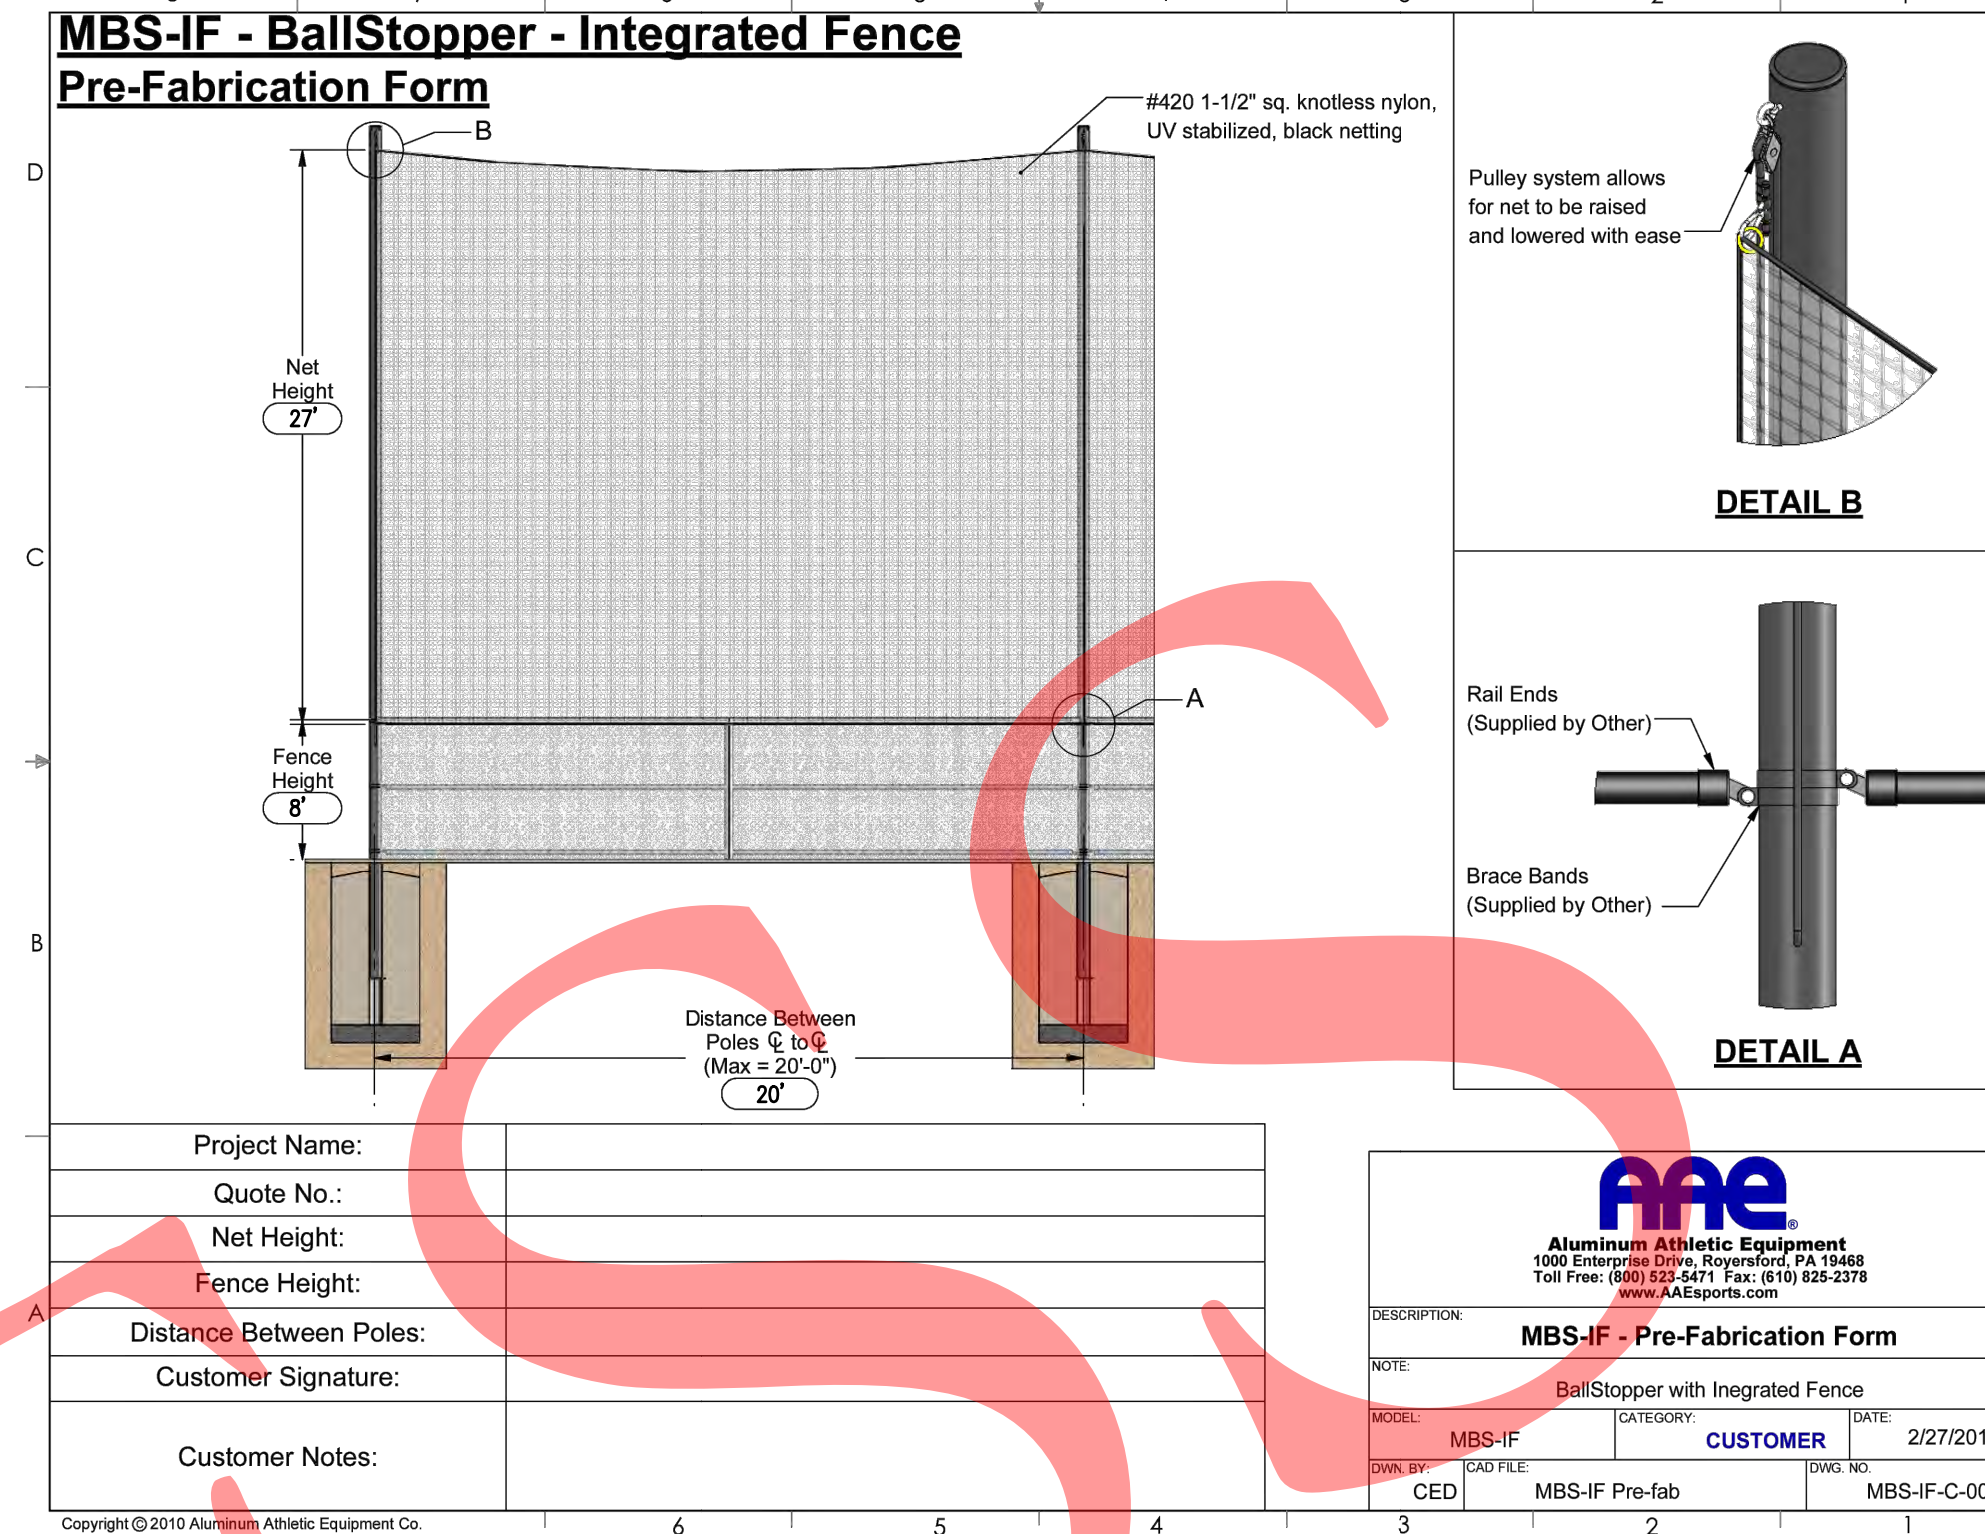 MBS-IF - BallStopper - Integrated Fence
Pre-Fabrication Form
#420 1-1/2" sq. knotless nylon,
UV stabilized, black netting
B
Net
Height
27'
A
Fence
Height
8'
Distance Between
Poles ℄ to ℄
(Max = 20'-0")
20'
Pulley system allows
for net to be raised
and lowered with ease
DETAIL B
Rail Ends
(Supplied by Other)
Brace Bands
(Supplied by Other)
DETAIL A
D
C
B
A
Project Name:
Quote No.:
Net Height:
Fence Height:
Distance Between Poles:
Customer Signature:
Customer Notes:
AAE®
Aluminum Athletic Equipment
1000 Enterprise Drive, Royersford, PA 19468
Toll Free: (800) 523-5471 Fax: (610) 825-2378
www.AAEsports.com
DESCRIPTION:
MBS-IF - Pre-Fabrication Form
NOTE:
BallStopper with Inegrated Fence
MODEL:
MBS-IF
CATEGORY:
CUSTOMER
DATE:
2/27/201
DWN. BY:
CED
CAD FILE:
MBS-IF Pre-fab
DWG. NO.
MBS-IF-C-00
Copyright © 2010 Aluminum Athletic Equipment Co.
6 5 4 3 2 1